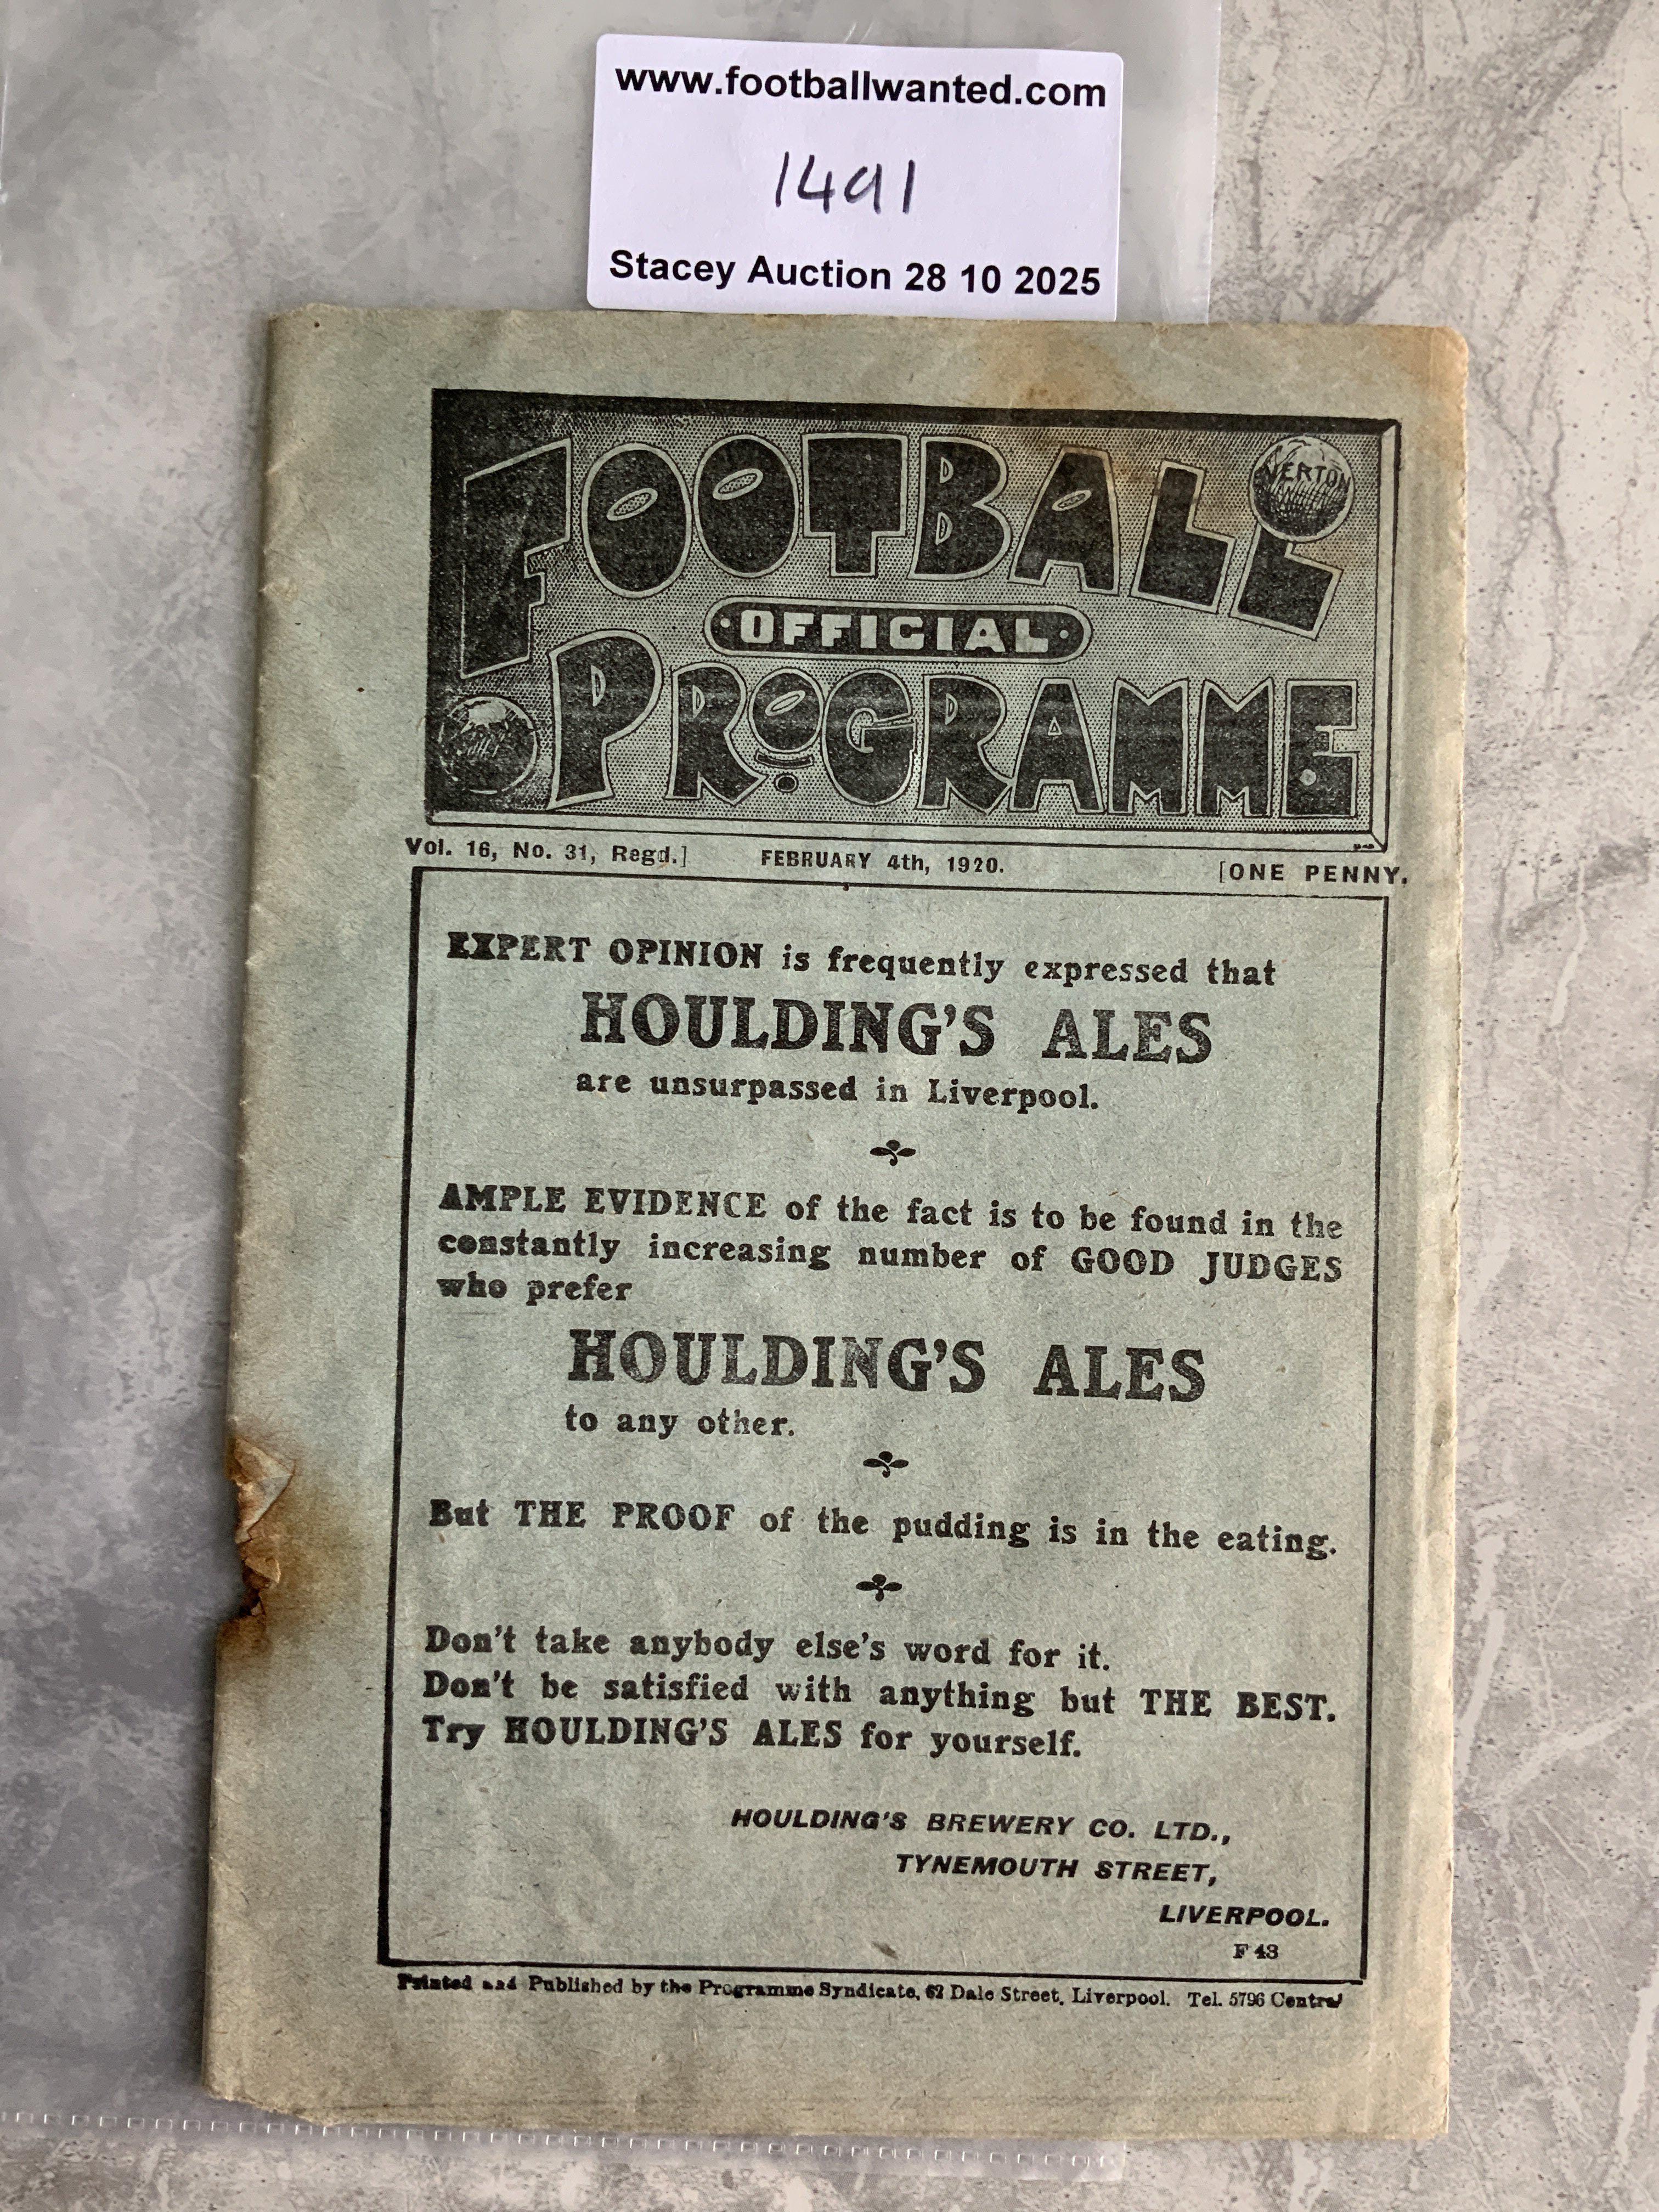 www.footballwanted.com
1491
Stacey Auction 28 10 2025
FOOTBALL
EVERTON
OFFICIAL
PROGRAMME
Vol. 16, No. 31, Regd.] FEBRUARY 4th, 1920. [ONE PENNY.
EXPERT OPINION is frequently expressed that
HOULDING'S ALES
are unsurpassed in Liverpool.
AMPLE EVIDENCE of the fact is to be found in the
constantly increasing number of GOOD JUDGES
who prefer
HOULDING'S ALES
to any other.
But THE PROOF of the pudding is in the eating.
Don't take anybody else's word for it.
Don't be satisfied with anything but THE BEST.
Try HOULDING'S ALES for yourself.
HOULDING'S BREWERY CO. LTD.,
TYNEMOUTH STREET,
LIVERPOOL.
F 43
Printed and Published by the Programme Syndicate, 62 Dale Street, Liverpool. Tel. 5796 Central